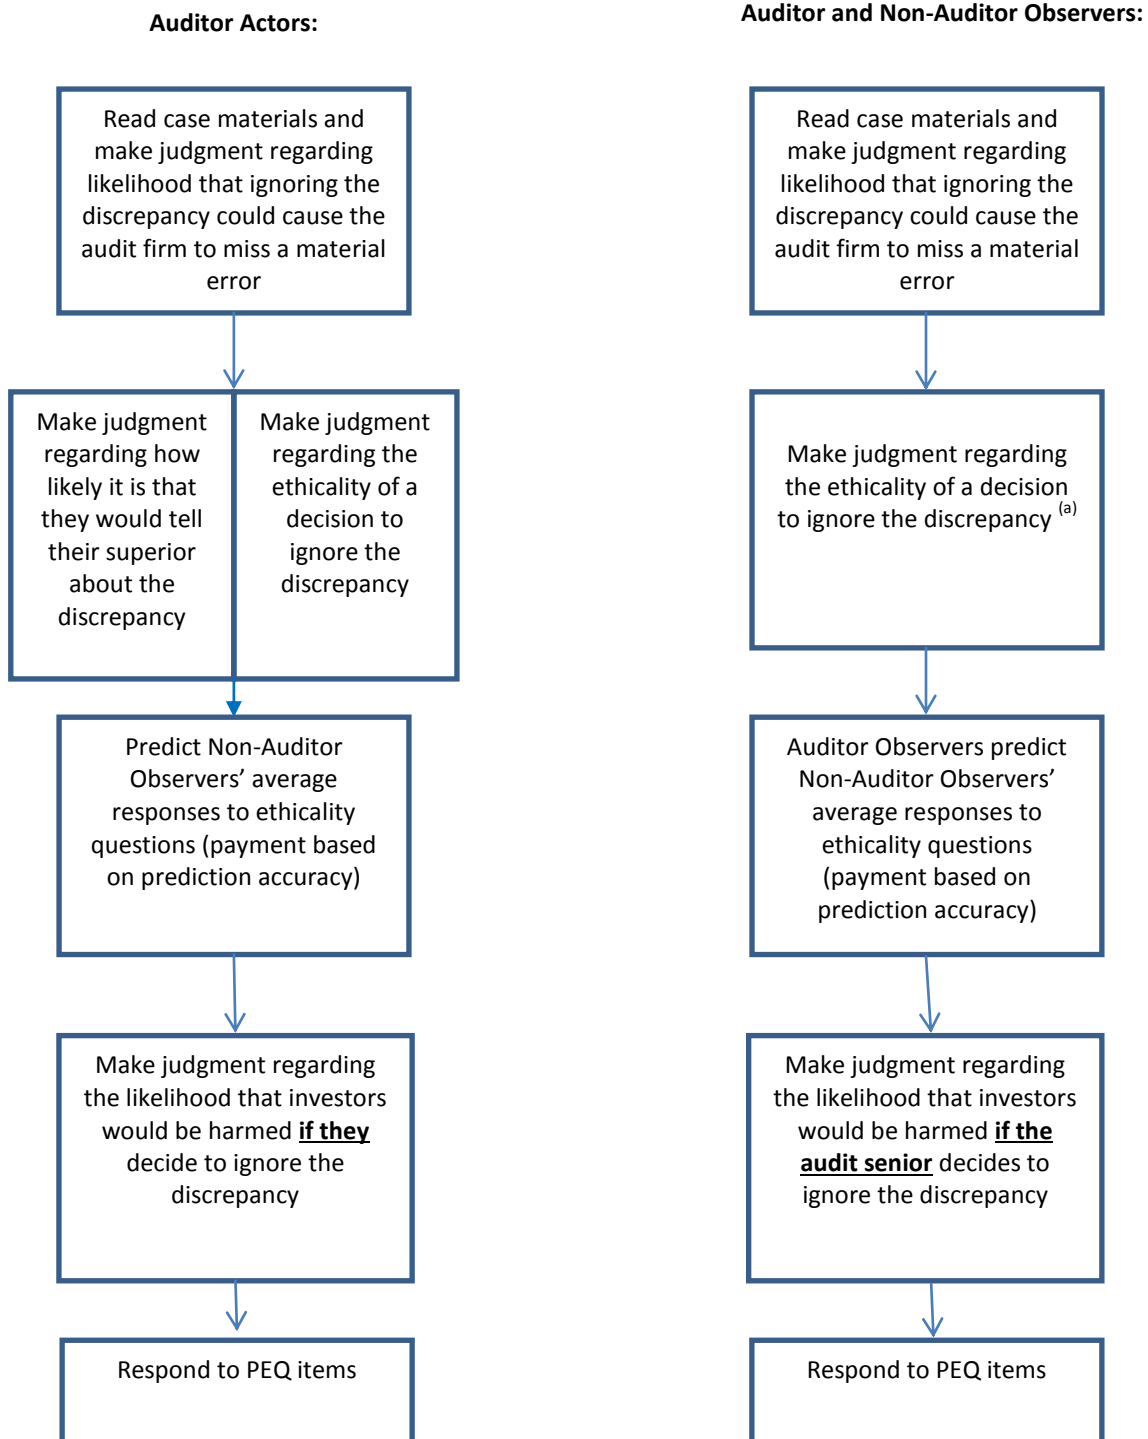 Auditor Actors:
Read case materials and
make judgment regarding
likelihood that ignoring the
discrepancy could cause the
audit firm to miss a material
error
Make judgment
regarding how
likely it is that
they would tell
their superior
about the
discrepancy
Make judgment
regarding the
ethicality of a
decision to
ignore the
discrepancy
Predict Non-Auditor
Observers’ average
responses to ethicality
questions (payment based
on prediction accuracy)
Make judgment regarding
the likelihood that investors
would be harmed if they
decide to ignore the
discrepancy
Respond to PEQ items
Auditor and Non-Auditor Observers:
Read case materials and
make judgment regarding
likelihood that ignoring the
discrepancy could cause the
audit firm to miss a material
error
Make judgment regarding
the ethicality of a decision
to ignore the discrepancy (a)
Auditor Observers predict
Non-Auditor Observers’
average responses to
ethicality questions
(payment based on
prediction accuracy)
Make judgment regarding
the likelihood that investors
would be harmed if the
audit senior decides to
ignore the discrepancy
Respond to PEQ items